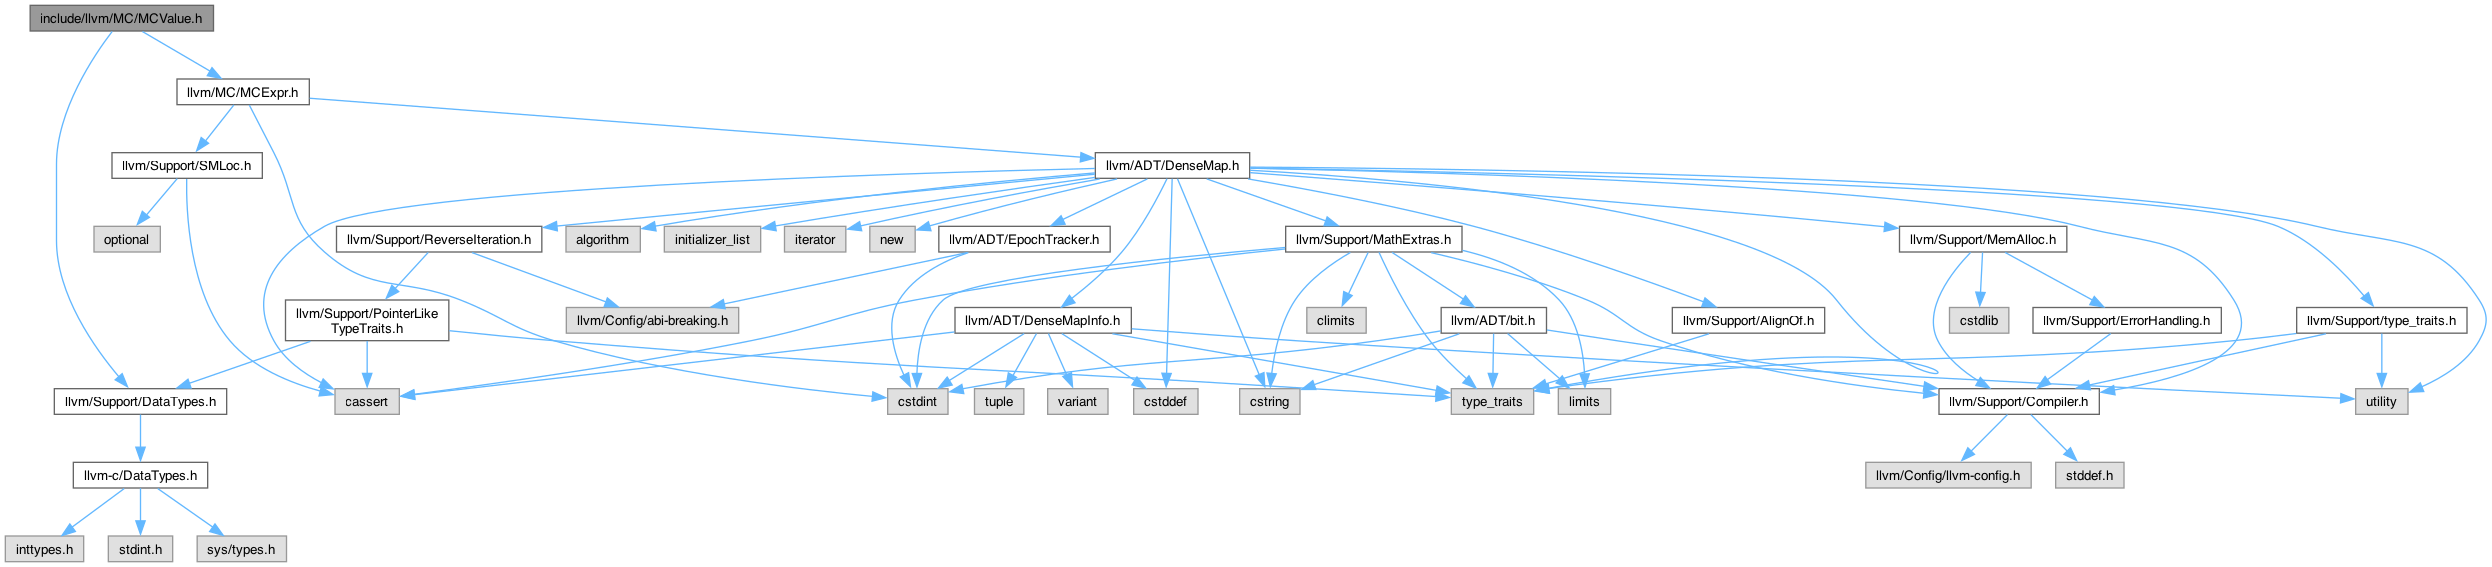 include/llvm/MC/MCValue.h
llvm/MC/MCExpr.h
llvm/Support/SMLoc.h
llvm/ADT/DenseMap.h
optional
llvm/Support/ReverseIteration.h
algorithm
initializer_list
iterator
new
llvm/ADT/EpochTracker.h
llvm/Support/MathExtras.h
llvm/Support/MemAlloc.h
llvm/Support/PointerLike
TypeTraits.h
llvm/Config/abi-breaking.h
llvm/ADT/DenseMapInfo.h
climits
llvm/ADT/bit.h
llvm/Support/AlignOf.h
cstdlib
llvm/Support/ErrorHandling.h
llvm/Support/type_traits.h
llvm/Support/DataTypes.h
cassert
cstdint
tuple
variant
cstddef
cstring
type_traits
limits
llvm/Support/Compiler.h
utility
llvm-c/DataTypes.h
llvm/Config/llvm-config.h
stddef.h
inttypes.h
stdint.h
sys/types.h